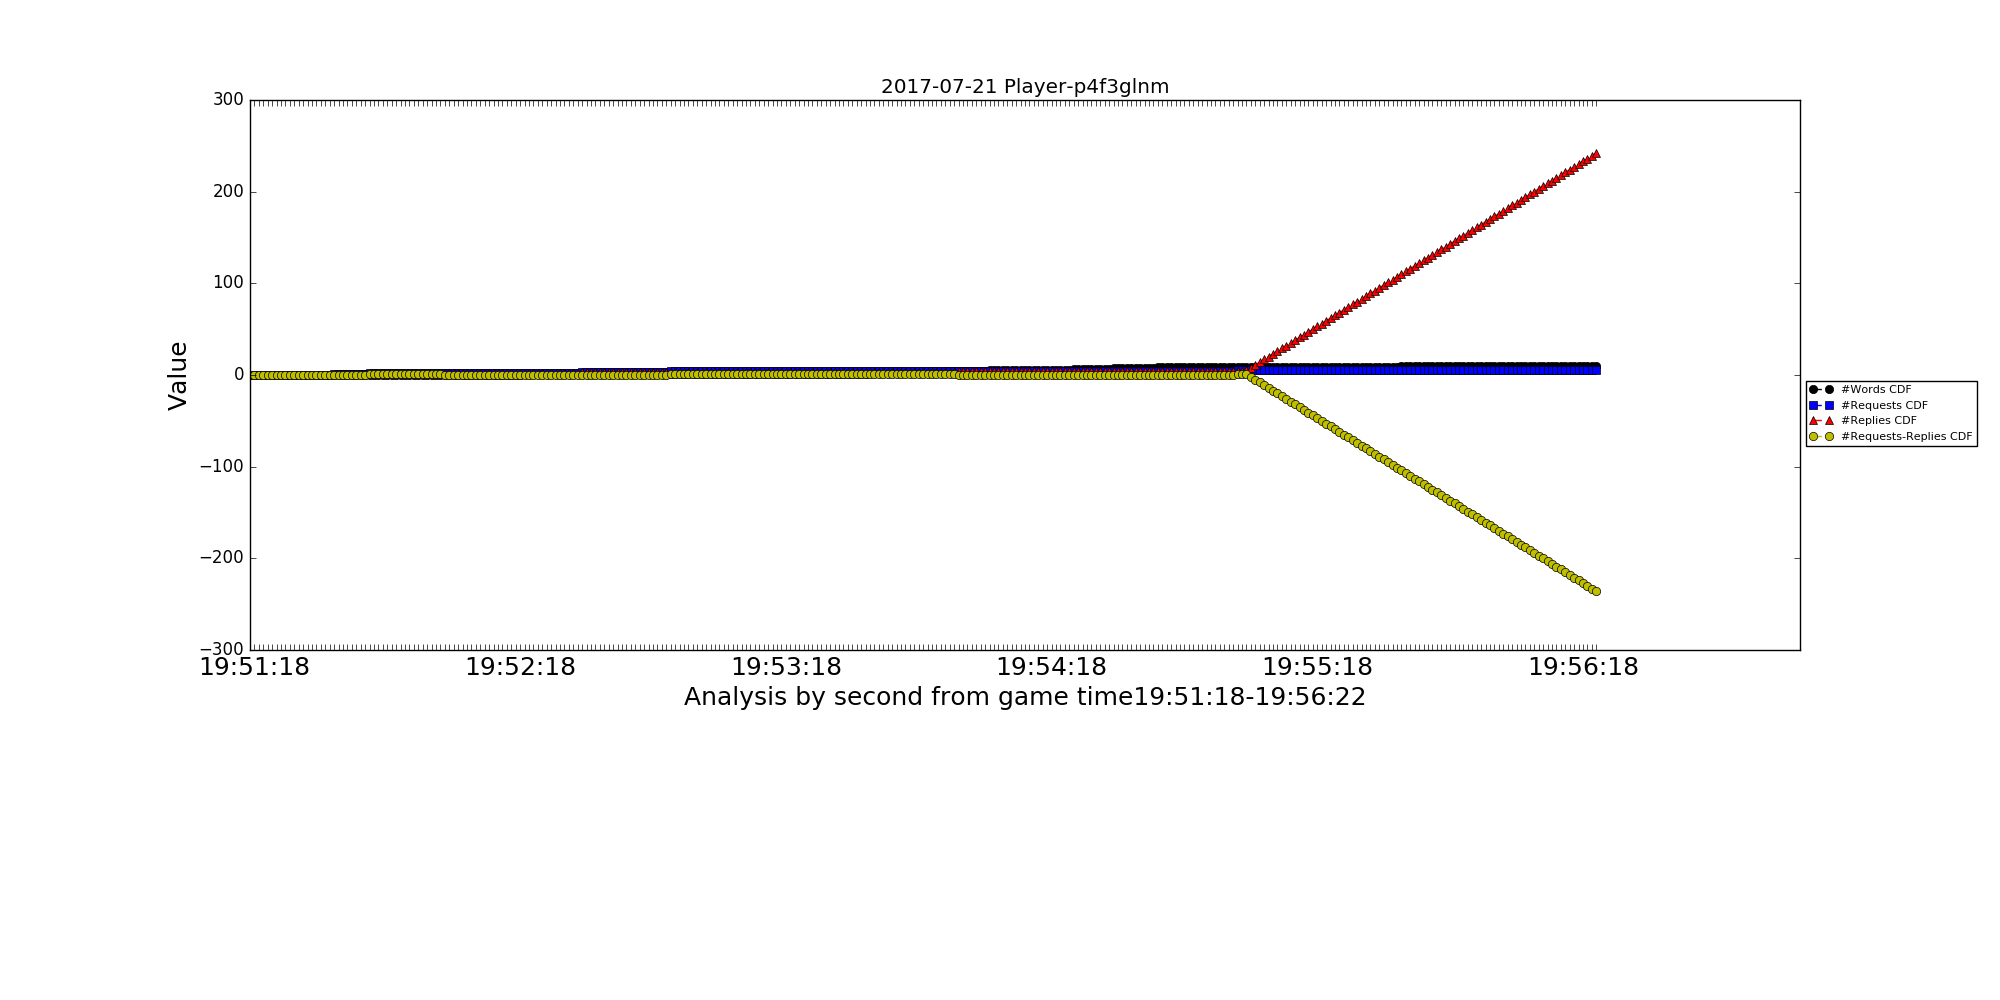 2017-07-21 Player-p4f3glnm
300
200
100
0
−100
−200
−300
Value
19:51:18 19:52:18 19:53:18 19:54:18 19:55:18 19:56:18
Analysis by second from game time19:51:18-19:56:22
#Words CDF
#Requests CDF
#Replies CDF
#Requests-Replies CDF